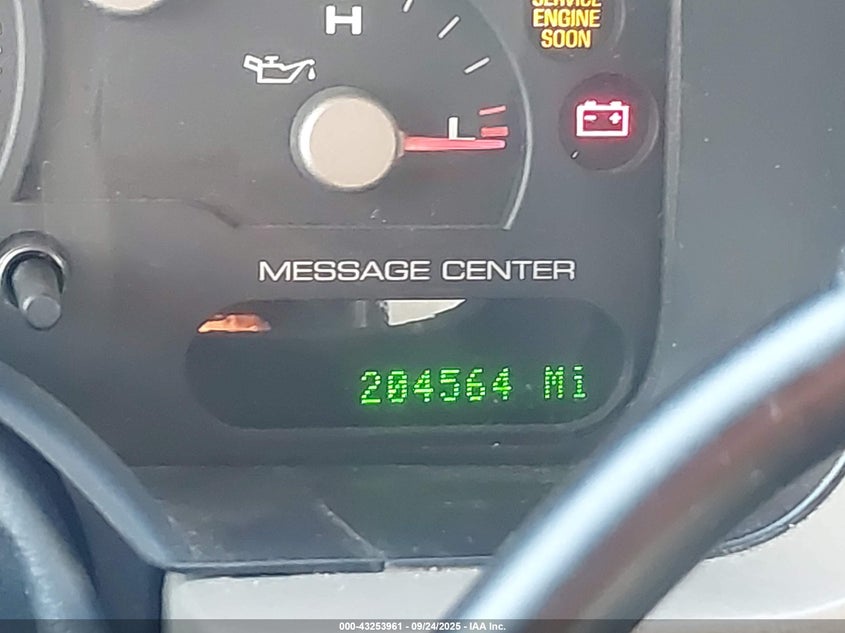 H
SERVICE
ENGINE
SOON
L
MESSAGE CENTER
204564 Mi
000-43253961 - 09/24/2025 - IAA Inc.